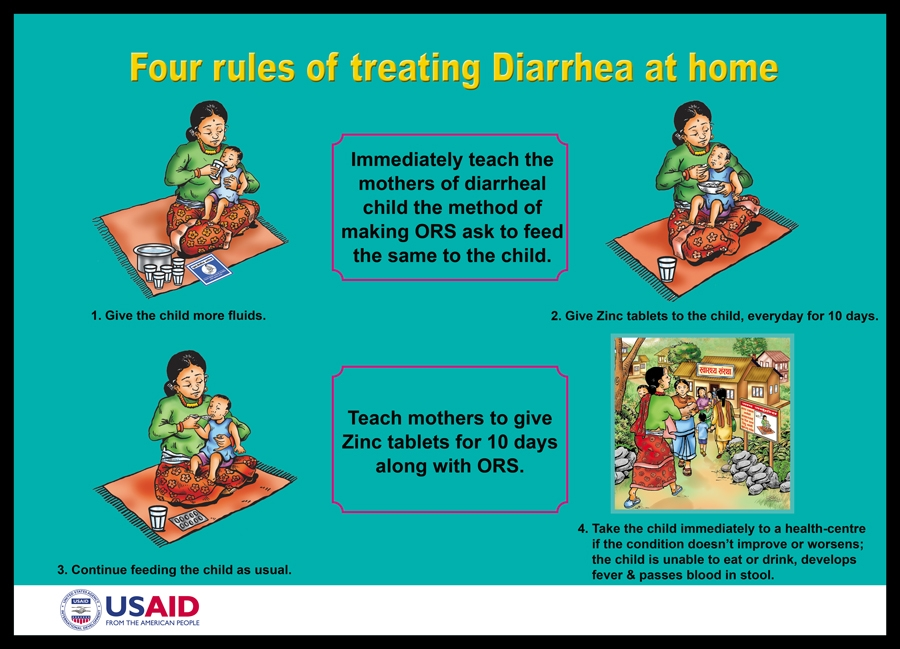 Four rules of treating Diarrhea at home
Immediately teach the
mothers of diarrheal
child the method of
making ORS ask to feed
the same to the child.
1. Give the child more fluids.
2. Give Zinc tablets to the child, everyday for 10 days.
स्वास्थ्य संस्था
Teach mothers to give
Zinc tablets for 10 days
along with ORS.
3. Continue feeding the child as usual.
4. Take the child immediately to a health-centre
if the condition doesn't improve or worsens;
the child is unable to eat or drink, develops
fever & passes blood in stool.
USAID
USAID
FROM THE AMERICAN PEOPLE